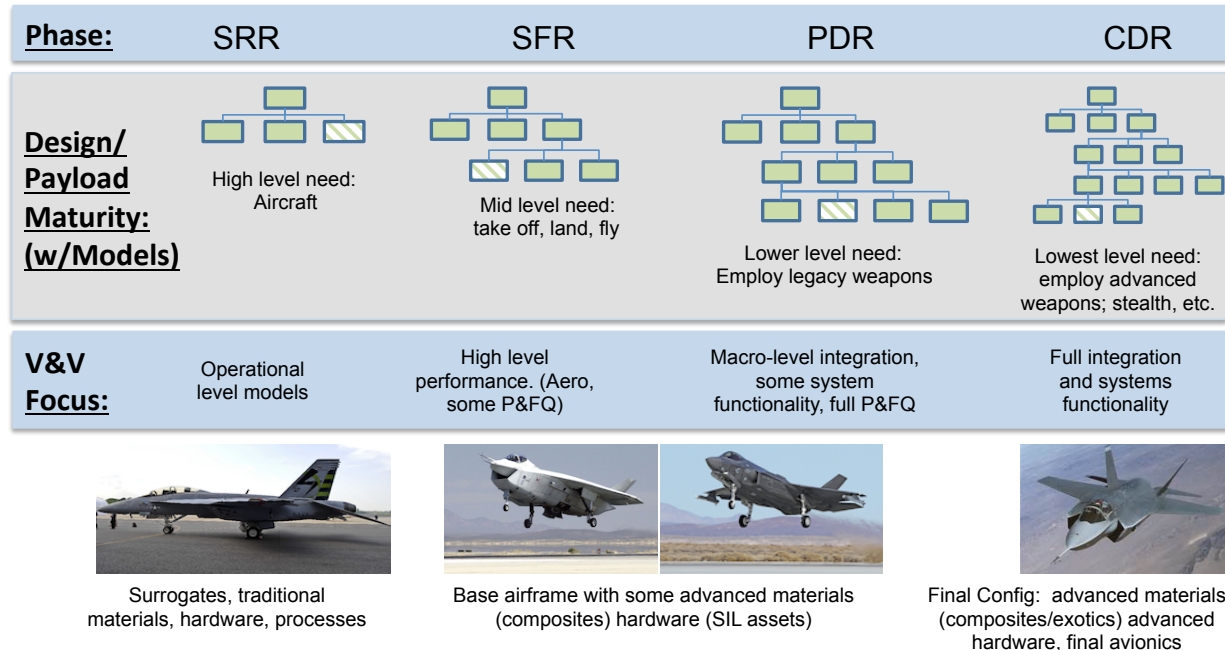 Phase:
SRR
SFR
PDR
CDR
Design/
Payload
Maturity:
(w/Models)
High level need:
Aircraft
Mid level need:
take off, land, fly
Lower level need:
Employ legacy weapons
Lowest level need:
employ advanced
weapons; stealth, etc.
V&V
Focus:
Operational
level models
High level
performance. (Aero,
some P&FQ)
Macro-level integration,
some system
functionality, full P&FQ
Full integration
and systems
functionality
Surrogates, traditional
materials, hardware, processes
Base airframe with some advanced materials
(composites) hardware (SIL assets)
Final Config:  advanced materials
(composites/exotics) advanced
hardware, final avionics